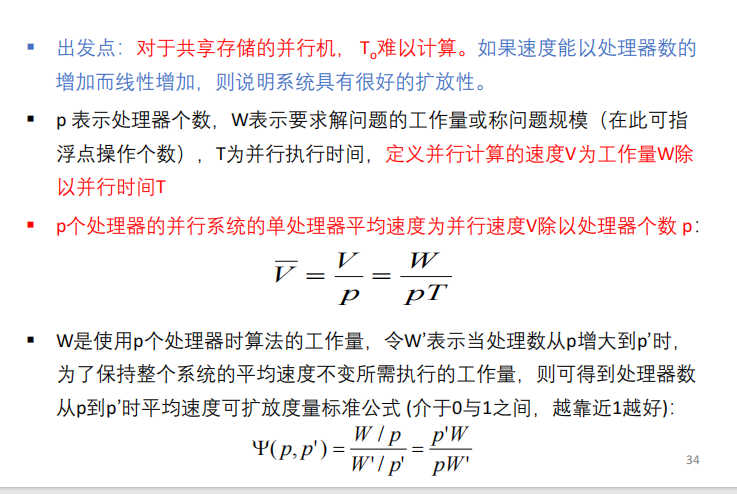 ▪ 出发点：对于共享存储的并行机， To难以计算。如果速度能以处理器数的
增加而线性增加，则说明系统具有很好的扩放性。
▪ p 表示处理器个数，W表示要求解问题的工作量或称问题规模（在此可指
浮点操作个数），T为并行执行时间，定义并行计算的速度V为工作量W除
以并行时间T
▪ p个处理器的并行系统的单处理器平均速度为并行速度V除以处理器个数 p：
V̅ = V/p = W/pT
▪ W是使用p个处理器时算法的工作量，令W’表示当处理数从p增大到p’时，
为了保持整个系统的平均速度不变所需执行的工作量，则可得到处理器数
从p到p’时平均速度可扩放度量标准公式 (介于0与1之间，越靠近1越好)：
Ψ(p, p') = (W / p)/(W' / p') = p'W/pW'
34